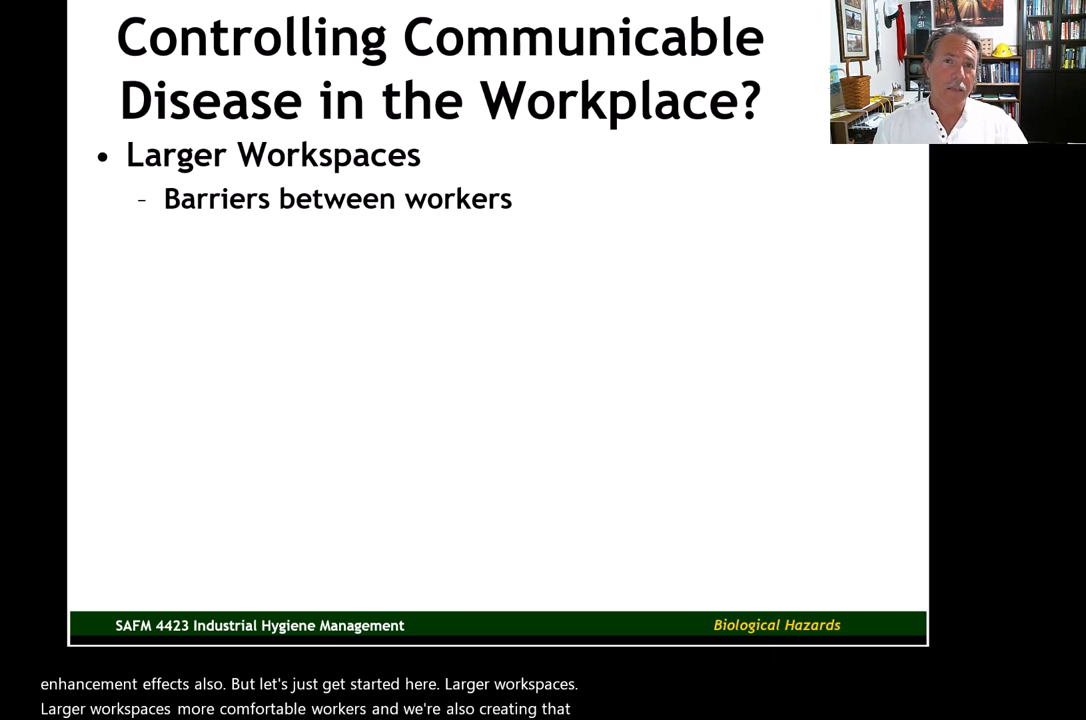 Controlling Communicable
Disease in the Workplace?
• Larger Workspaces
– Barriers between workers
SAFM 4423 Industrial Hygiene Management
Biological Hazards
enhancement effects also. But let's just get started here. Larger workspaces.
Larger workspaces more comfortable workers and we're also creating that